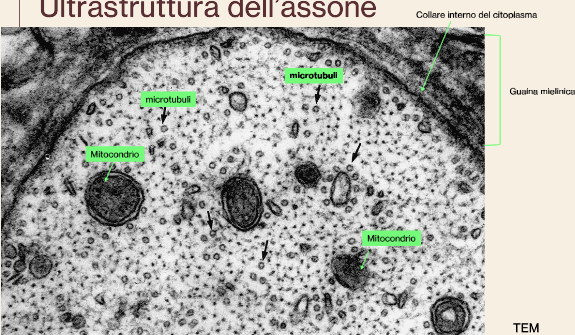 Ultrastruttura dell'assone
Collare interno del citoplasma
microtubuli
Guaina mielinica
microtubuli
Mitocondrio
Mitocondrio
TEM